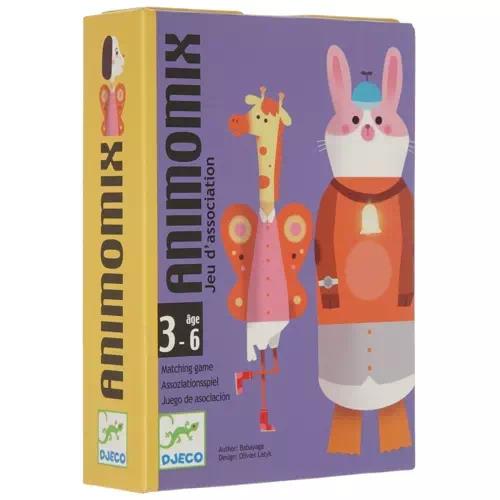 ANIMOMIX
DJECO
ANIMOMIX
Jeu d'association
âge
3-6
Matching game
Assoziationsspiel
Juego de asociación
DJECO
Author: Babayaga
Design: Olivier Latyk